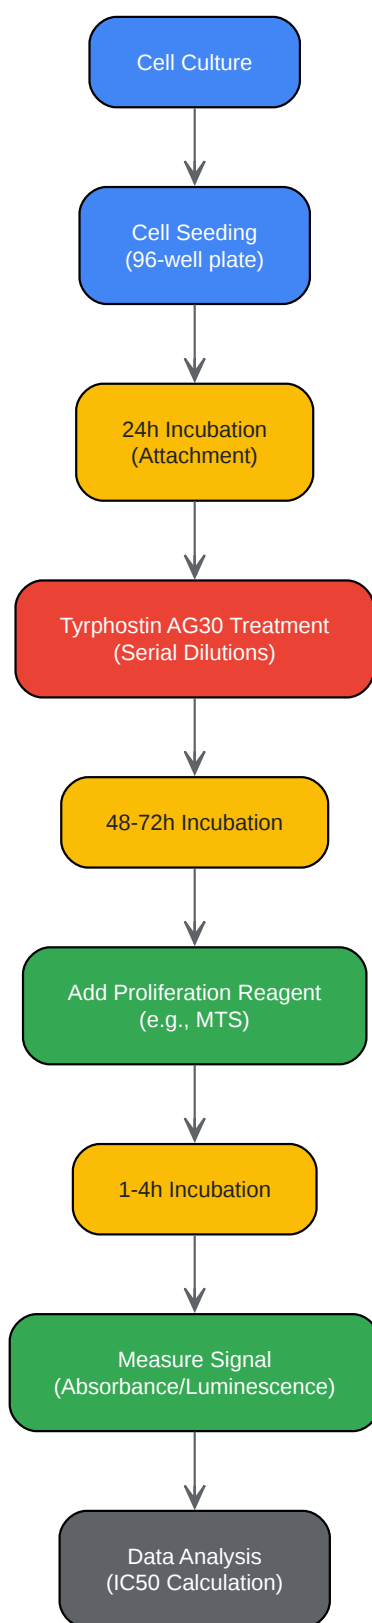 Cell Culture
Cell Seeding
(96-well plate)
24h Incubation
(Attachment)
Tyrphostin AG30 Treatment
(Serial Dilutions)
48-72h Incubation
Add Proliferation Reagent
(e.g., MTS)
1-4h Incubation
Measure Signal
(Absorbance/Luminescence)
Data Analysis
(IC50 Calculation)